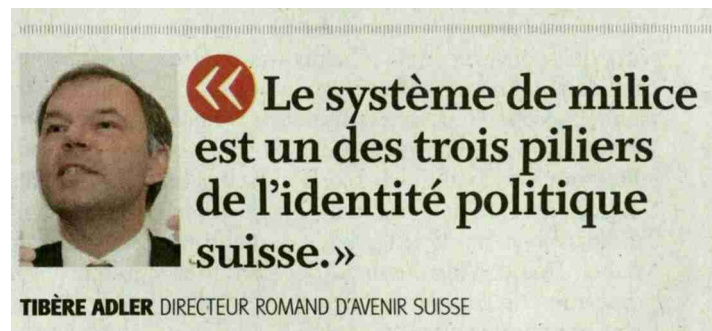 « Le système de milice
est un des trois piliers
de l'identité politique
suisse.»
TIBÈRE ADLER DIRECTEUR ROMAND D'AVENIR SUISSE